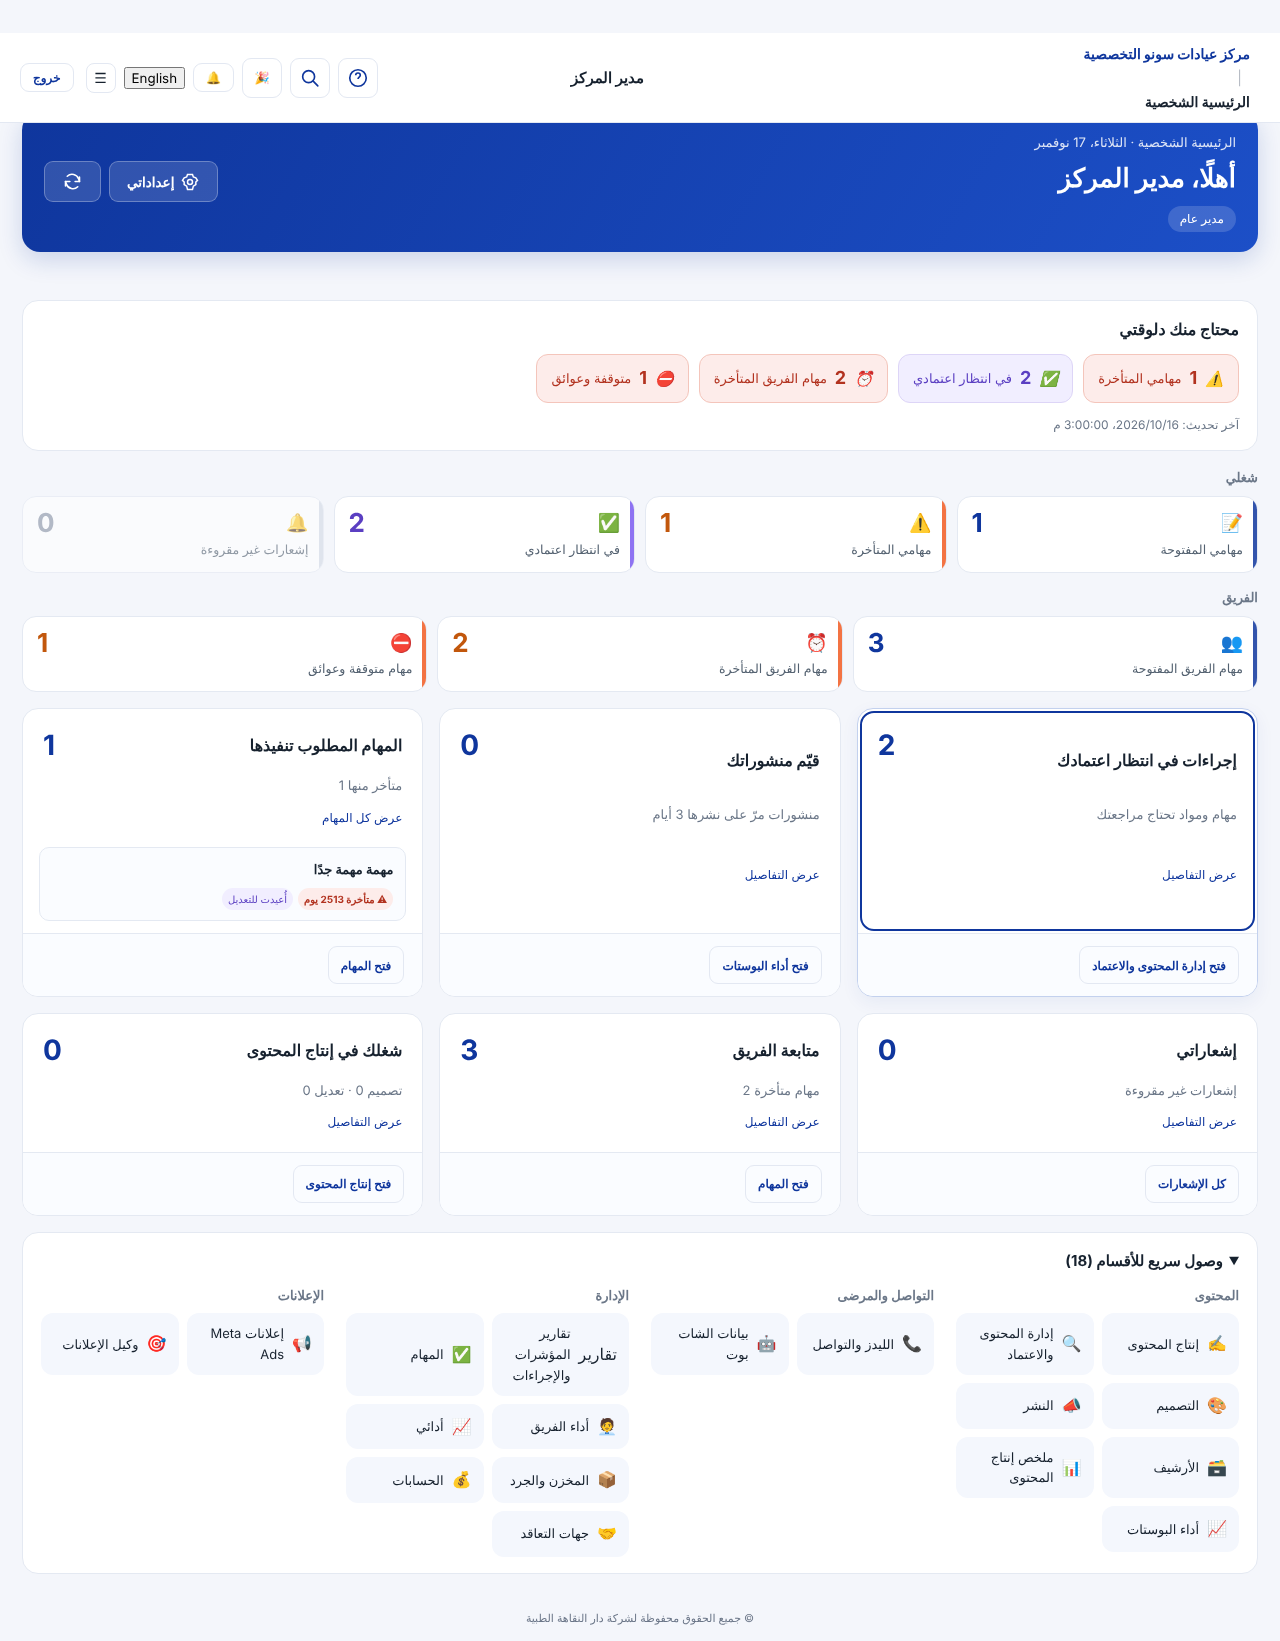 مركز عيادات سونو التخصصية
|
الرئيسية الشخصية
مدير المركز
English
خروج
الرئيسية الشخصية · الثلاثاء، 17 نوفمبر
أهلًا، مدير المركز
مدير عام
إعداداتي
محتاج منك دلوقتي
1 مهامي المتأخرة
2 في انتظار اعتمادي
2 مهام الفريق المتأخرة
1 متوقفة وعوائق
آخر تحديث: 2026/10/16، 3:00:00 م
شغلي
1
مهامي المفتوحة
1
مهامي المتأخرة
2
في انتظار اعتمادي
0
إشعارات غير مقروءة
الفريق
3
مهام الفريق المفتوحة
2
مهام الفريق المتأخرة
1
مهام متوقفة وعوائق
إجراءات في انتظار اعتمادك
2
مهام ومواد تحتاج مراجعتك
عرض التفاصيل
فتح إدارة المحتوى والاعتماد
قيّم منشوراتك
0
منشورات مرّ على نشرها 3 أيام
عرض التفاصيل
فتح أداء البوستات
المهام المطلوب تنفيذها
1
متأخر منها 1
عرض كل المهام
مهمة مهمة جدًا
متأخرة 2513 يوم
أعيدت للتعديل
فتح المهام
إشعاراتي
0
إشعارات غير مقروءة
عرض التفاصيل
كل الإشعارات
متابعة الفريق
3
مهام متأخرة 2
عرض التفاصيل
فتح المهام
شغلك في إنتاج المحتوى
0
تصميم 0 · تعديل 0
عرض التفاصيل
فتح إنتاج المحتوى
وصول سريع للأقسام (18)
المحتوى
إنتاج المحتوى
إدارة المحتوى
والاعتماد
التصميم
النشر
الأرشيف
ملخص إنتاج
المحتوى
أداء البوستات
التواصل والمرضى
الليدز والتواصل
بيانات الشات
بوت
الإدارة
تقارير
تقارير
المؤشرات
والإجراءات
المهام
أداء الفريق
أدائي
المخزن والجرد
الحسابات
جهات التعاقد
الإعلانات
إعلانات Meta
Ads
وكيل الإعلانات
© جميع الحقوق محفوظة لشركة دار النقاهة الطبية